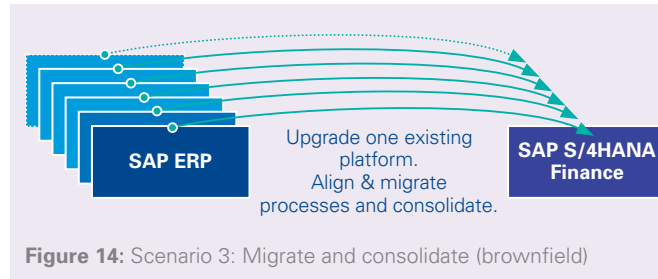 SAP ERP
Upgrade one existing
platform.
Align & migrate
processes and consolidate.
SAP S/4HANA
Finance
Figure 14: Scenario 3: Migrate and consolidate (brownfield)